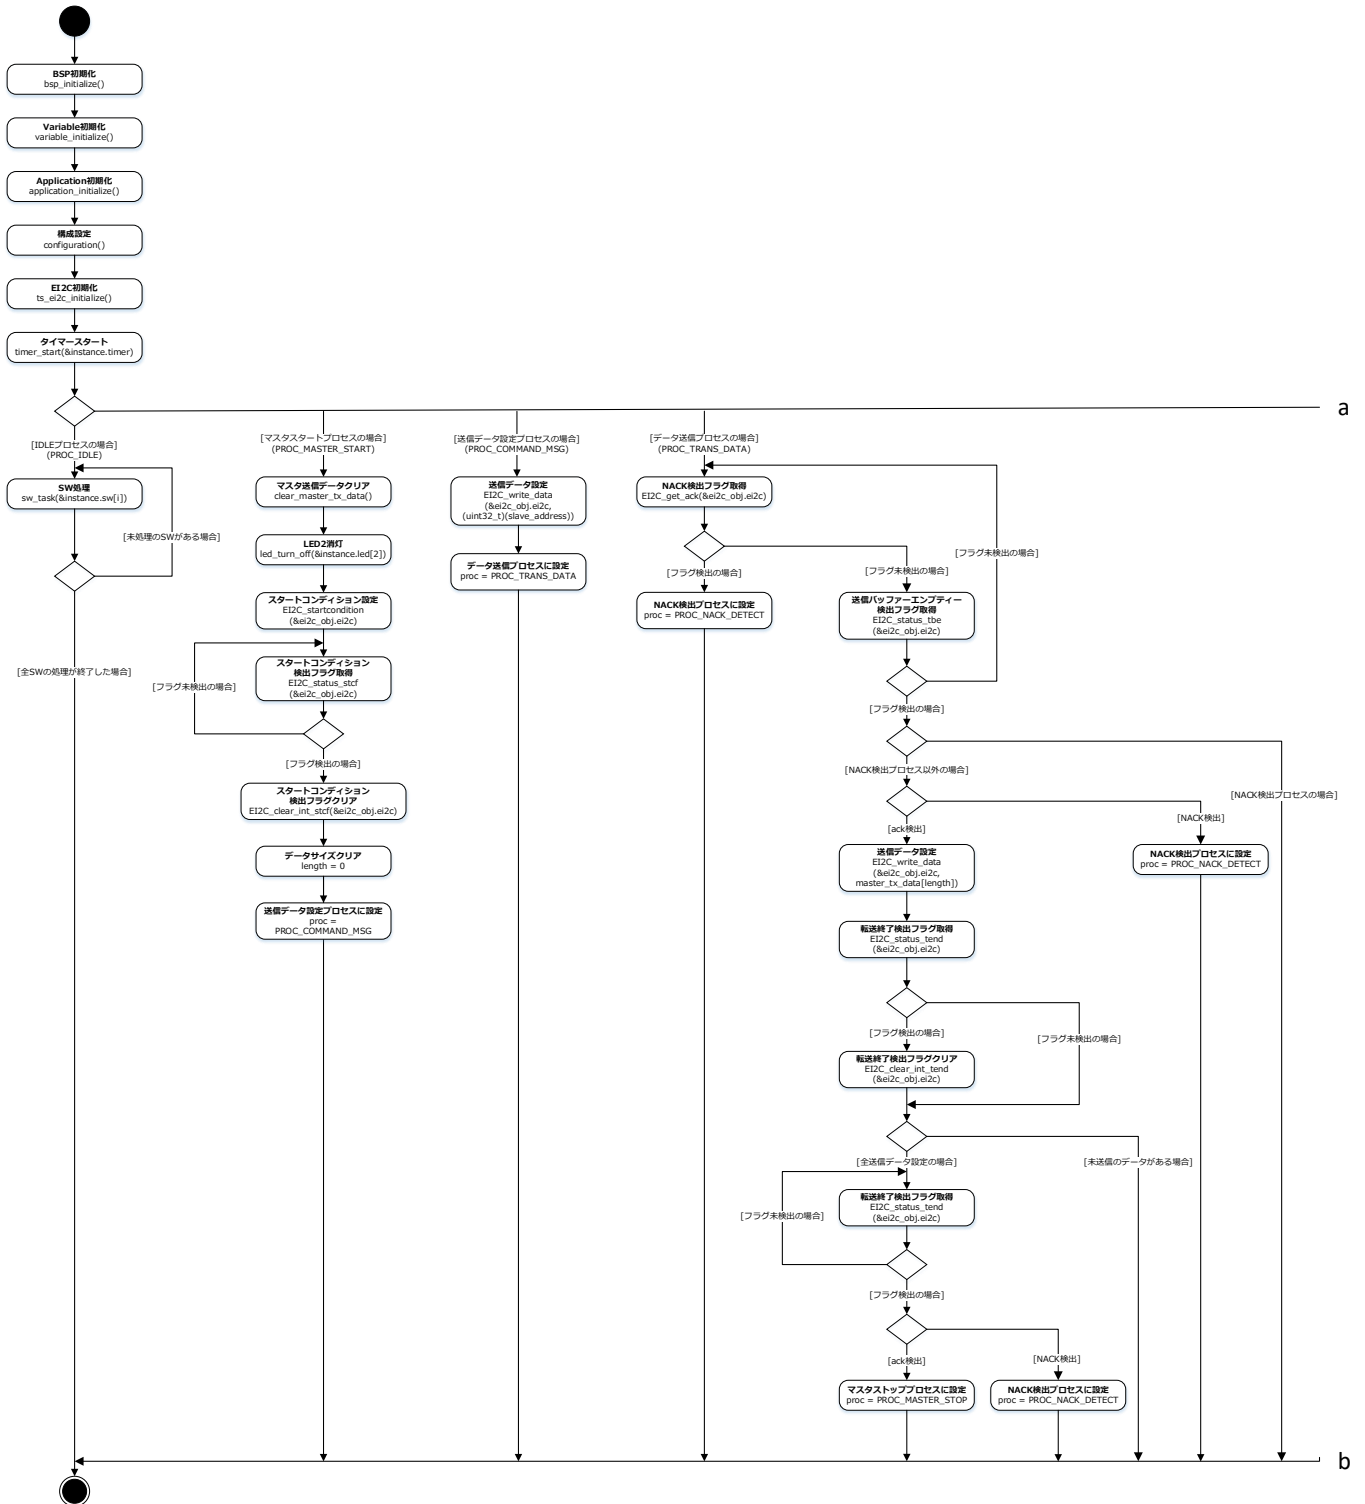 BSP初期化
bsp_initialize()
Variable初期化
variable_initialize()
Application初期化
application_initialize()
構成設定
configuration()
EI2C初期化
ts_ei2c_initialize()
タイマースタート
timer_start(&instance.timer)
a
[IDLEプロセスの場合]
(PROC_IDLE)
SW処理
sw_task(&instance.sw[i])
[未処理のSWがある場合]
[全SWの処理が終了した場合]
[マスタスタートプロセスの場合]
(PROC_MASTER_START)
マスタ送信データクリア
clear_master_tx_data()
LED2消灯
led_turn_off(&instance.led[2])
スタートコンディション設定
EI2C_startcondition
(&ei2c_obj.ei2c)
スタートコンディション
検出フラグ取得
EI2C_status_stcf
(&ei2c_obj.ei2c)
[フラグ未検出の場合]
[フラグ検出の場合]
スタートコンディション
検出フラグクリア
EI2C_clear_int_stcf(&ei2c_obj.ei2c)
データサイズクリア
length = 0
送信データ設定プロセスに設定
proc =
PROC_COMMAND_MSG
[送信データ設定プロセスの場合]
(PROC_COMMAND_MSG)
送信データ設定
EI2C_write_data
(&ei2c_obj.ei2c,
(uint32_t)(slave_address))
データ送信プロセスに設定
proc = PROC_TRANS_DATA
[データ送信プロセスの場合]
(PROC_TRANS_DATA)
NACK検出フラグ取得
EI2C_get_ack(&ei2c_obj.ei2c)
[フラグ検出の場合]
NACK検出プロセスに設定
proc = PROC_NACK_DETECT
[フラグ未検出の場合]
[フラグ未検出の場合]
送信バッファーエンプティー
検出フラグ取得
EI2C_status_tbe
(&ei2c_obj.ei2c)
[フラグ検出の場合]
[NACK検出プロセス以外の場合]
[NACK検出プロセスの場合]
[ack検出]
[NACK検出]
送信データ設定
EI2C_write_data
(&ei2c_obj.ei2c,
master_tx_data[length])
NACK検出プロセスに設定
proc = PROC_NACK_DETECT
転送終了検出フラグ取得
EI2C_status_tend
(&ei2c_obj.ei2c)
[フラグ検出の場合]
[フラグ未検出の場合]
転送終了検出フラグクリア
EI2C_clear_int_tend
(&ei2c_obj.ei2c)
[全送信データ設定の場合]
[未送信のデータがある場合]
転送終了検出フラグ取得
EI2C_status_tend
(&ei2c_obj.ei2c)
[フラグ未検出の場合]
[フラグ検出の場合]
[ack検出]
[NACK検出]
マスタストッププロセスに設定
proc = PROC_MASTER_STOP
NACK検出プロセスに設定
proc = PROC_NACK_DETECT
b